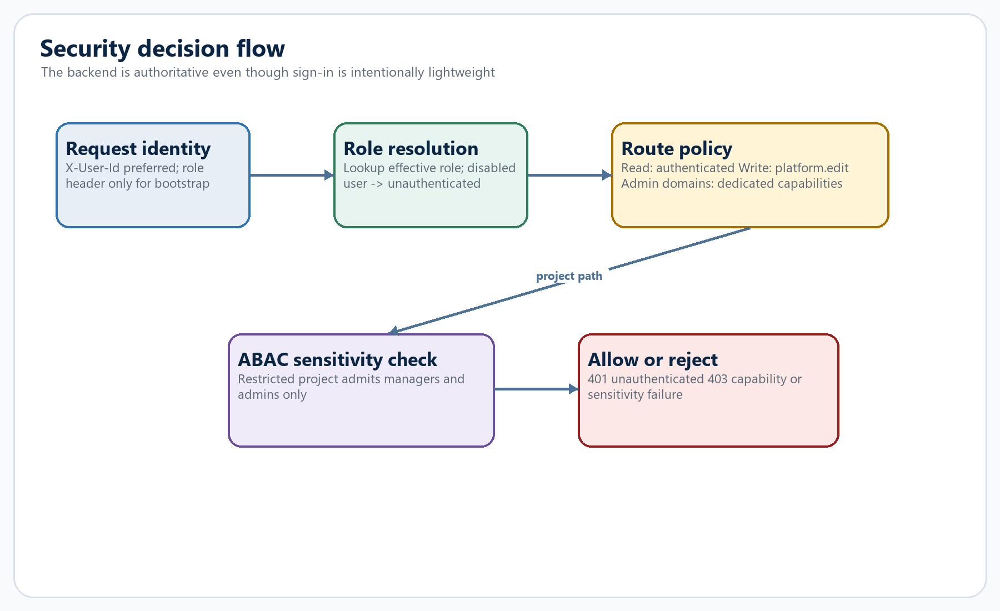 Security decision flow
The backend is authoritative even though sign-in is intentionally lightweight
Request identity
X-User-Id preferred; role
header only for bootstrap
Role resolution
Lookup effective role; disabled
user -> unauthenticated
Route policy
Read: authenticated Write: platform.edit
Admin domains: dedicated capabilities
project path
ABAC sensitivity check
Restricted project admits managers and
admins only
Allow or reject
401 unauthenticated 403 capability or
sensitivity failure